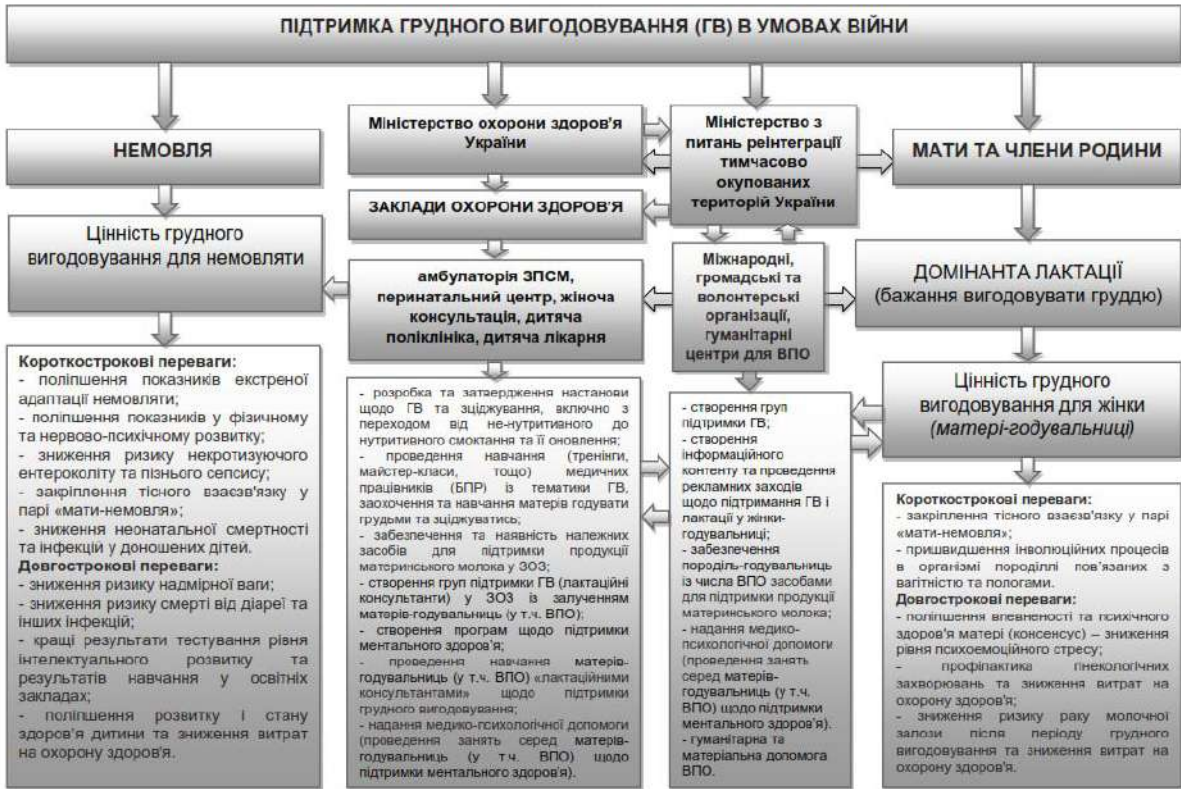 ПІДТРИМКА ГРУДНОГО ВИГОДОВУВАННЯ (ГВ) В УМОВАХ ВІЙНИ
НЕМОВЛЯ
Цінність грудного
вигодовування для немовляти
Короткострокові переваги:
- поліпшення показників екстреної
адаптації немовляти;
- поліпшення показників у фізичному
та нервово-психічному розвитку;
- зниження ризику некротизуючого
ентероколіту та пізнього сепсису;
- закріплення тісного взаєзв'язку у
парі «мати-немовля»;
- зниження неонатальної смертності
та інфекцій у доношених дітей.
Довгострокові переваги:
- зниження ризику надмірної ваги;
- зниження ризику смерті від діареї та
інших інфекцій;
- кращі результати тестування рівня
інтелектуального розвитку та
результатів навчання у освітніх
закладах;
- поліпшення розвитку і стану
здоров'я дитини та зниження витрат
на охорону здоров'я.
Міністерство охорони здоров'я
України
ЗАКЛАДИ ОХОРОНИ ЗДОРОВ'Я
амбулаторія ЗПСМ,
перинатальний центр, жіноча
консультація, дитяча
поліклініка, дитяча лікарня
- розробка та затвердження настанови
щодо ГВ та зціджування, включно з
переходом від не-нутритивного до
нутритивного смоктання та її оновлення;
- проведення навчання (тренінги,
майстер-класи, тощо) медичних
працівників (БПР) із тематики ГВ,
заохочення та навчання матерів годувати
грудьми та зціджуватись;
- забезпечення та наявність належних
засобів для підтримки продукції
материнського молока у ЗОЗ;
- створення груп підтримки ГВ (лактаційні
консультанти) у ЗОЗ із залученням
матерів-годувальниць (у т.ч. ВПО);
- створення програм щодо підтримки
ментального здоров'я;
- проведення навчання матерів-
годувальниць (у т.ч. ВПО) «лактаційними
консультантами» щодо підтримки
грудного вигодовування;
- надання медико-психологічної допомоги
(проведення занять серед матерів-
годувальниць (у т.ч. ВПО) щодо
підтримки ментального здоров'я).
Міністерство з
питань реінтеграції
тимчасово
окупованих
територій України
Міжнародні,
громадські та
волонтерські
організації,
гуманітарні
центри для ВПО
- створення груп
підтримки ГВ;
- створення
інформаційного
контенту та проведення
рекламних заходів
щодо підтримання ГВ і
лактації у жінки-
годувальниці;
- забезпечення
породіль-годувальниць
із числа ВПО засобами
для підтримки продукції
материнського молока;
- надання медико-
психологічної допомоги
(проведення занять
серед матерів-
годувальниць (у т.ч.
ВПО) щодо підтримки
ментального здоров'я).
- гуманітарна та
матеріальна допомога
ВПО.
МАТИ ТА ЧЛЕНИ РОДИНИ
ДОМІНАНТА ЛАКТАЦІЇ
(бажання вигодовувати груддю)
Цінність грудного
вигодовування для жінки
(матері-годувальниці)
Короткострокові переваги:
- закріплення тісного взаєзв'язку у парі
«мати-немовля»;
- пришвидшення інволюційних процесів
в організмі породіллі пов'язаних з
вагітністю та пологами.
Довгострокові переваги:
- поліпшення впевненості та психічного
здоров'я матері (консенсус) – зниження
рівня психоемоційного стресу;
- профілактика гінекологічних
захворювань та зниження витрат на
охорону здоров'я;
- зниження ризику раку молочної
залози після періоду грудного
вигодовування та зниження витрат на
охорону здоров'я.